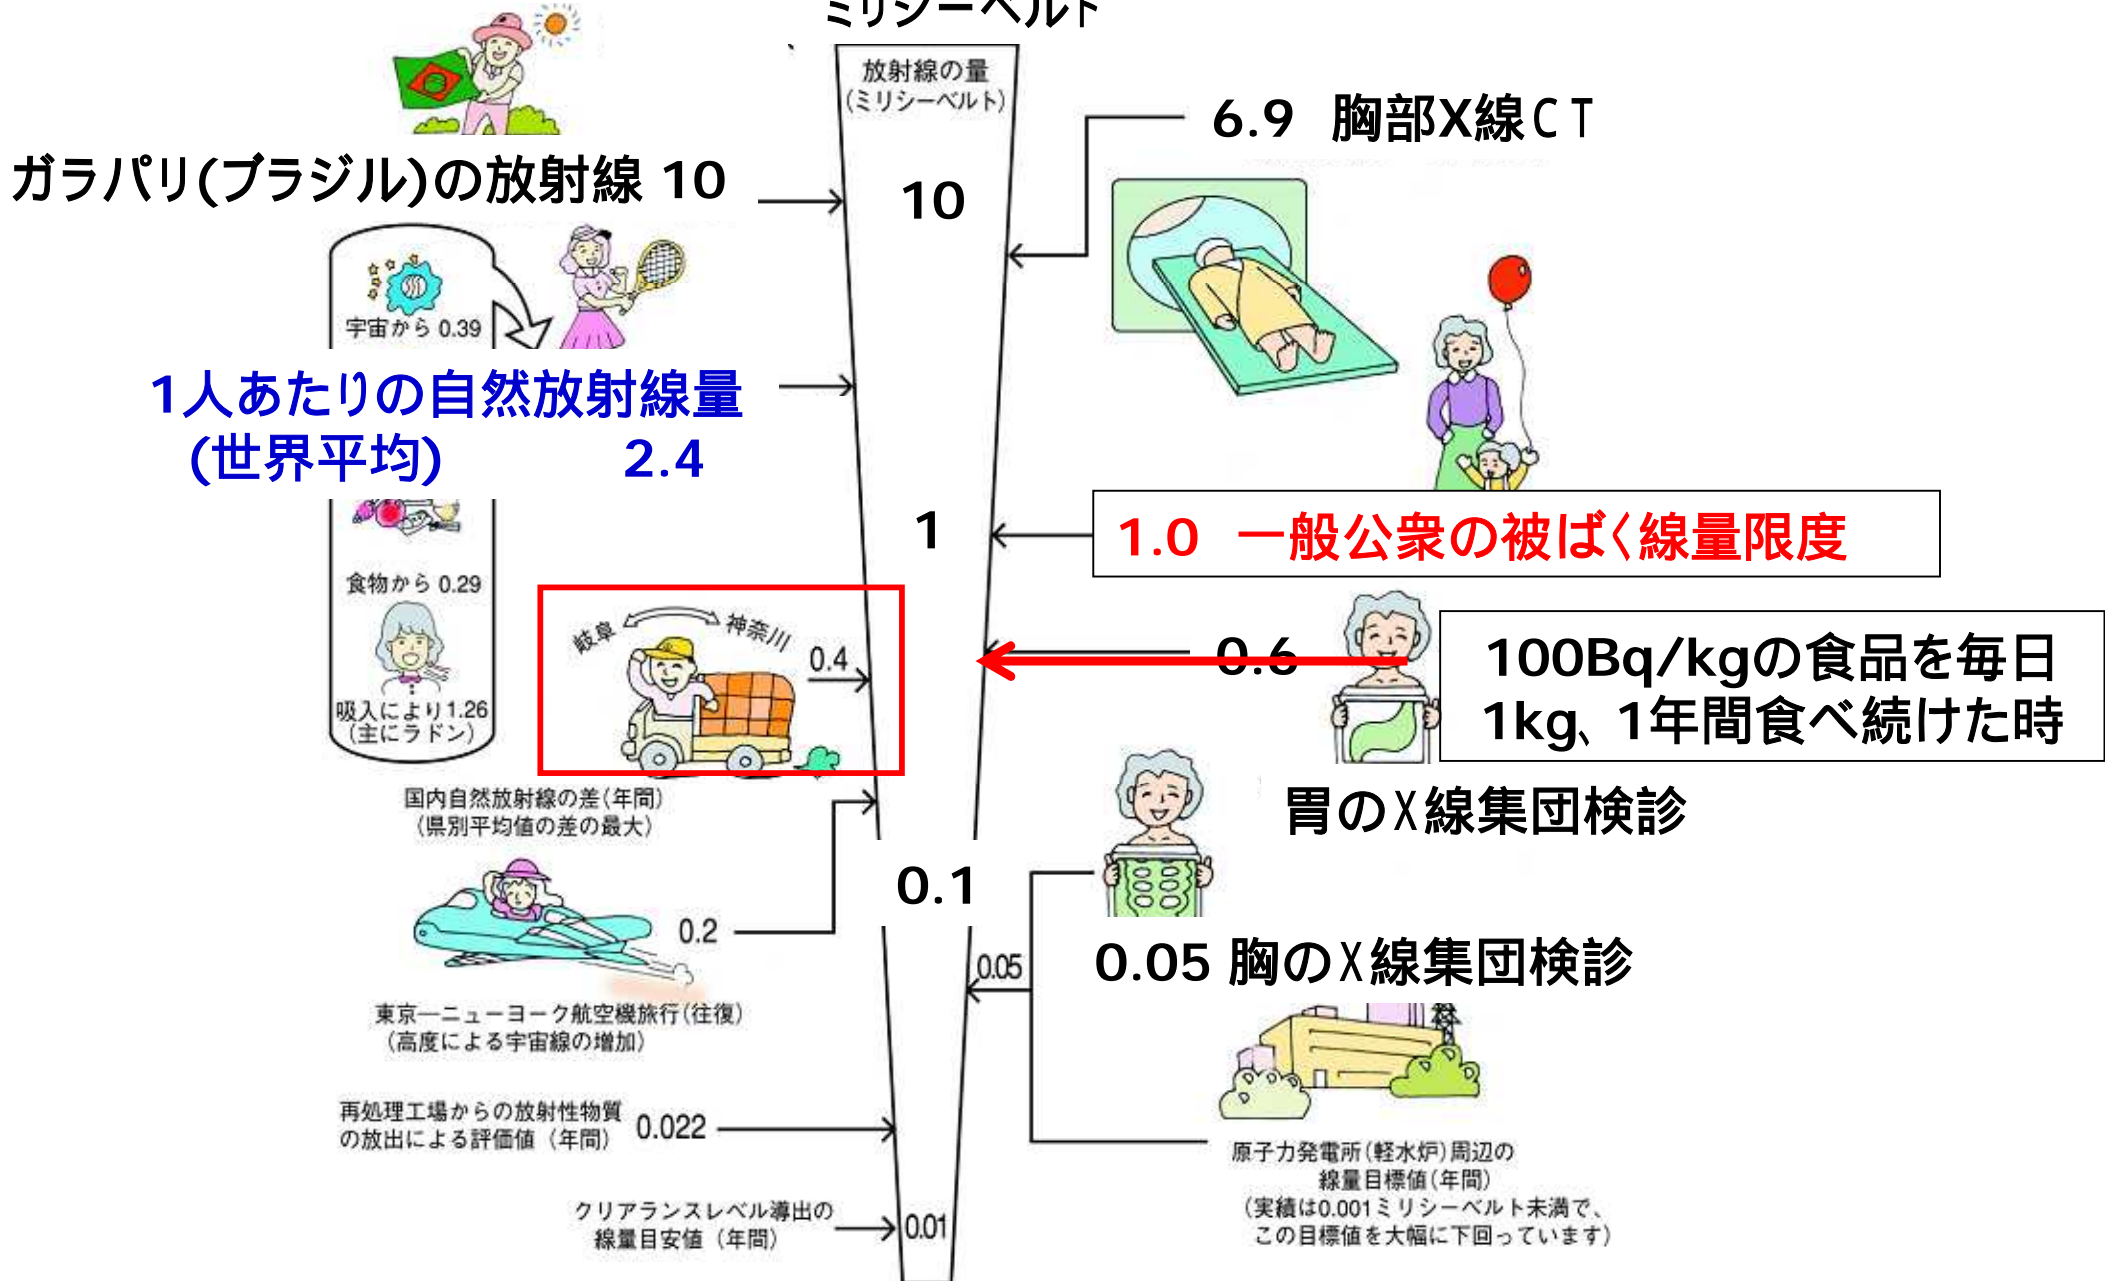 ミリシーベルト
放射線の量
(ミリシーベルト)
6.9 胸部X線CT
ガラパリ(ブラジル)の放射線 10
10
宇宙から 0.39
1人あたりの自然放射線量
(世界平均) 2.4
1
1.0 一般公衆の被ばく線量限度
食物から 0.29
岐阜
神奈川
0.4
0.6
100Bq/kgの食品を毎日
1kg、1年間食べ続けた時
吸入により1.26
(主にラドン)
国内自然放射線の差(年間)
(県別平均値の差の最大)
胃のX線集団検診
0.1
0.2
0.05
0.05 胸のX線集団検診
東京―ニューヨーク航空機旅行(往復)
(高度による宇宙線の増加)
再処理工場からの放射性物質
の放出による評価値(年間) 0.022
原子力発電所(軽水炉)周辺の
線量目標値(年間)
(実績は0.001ミリシーベルト未満で、
この目標値を大幅に下回っています)
クリアランスレベル導出の
線量目安値(年間)
0.01